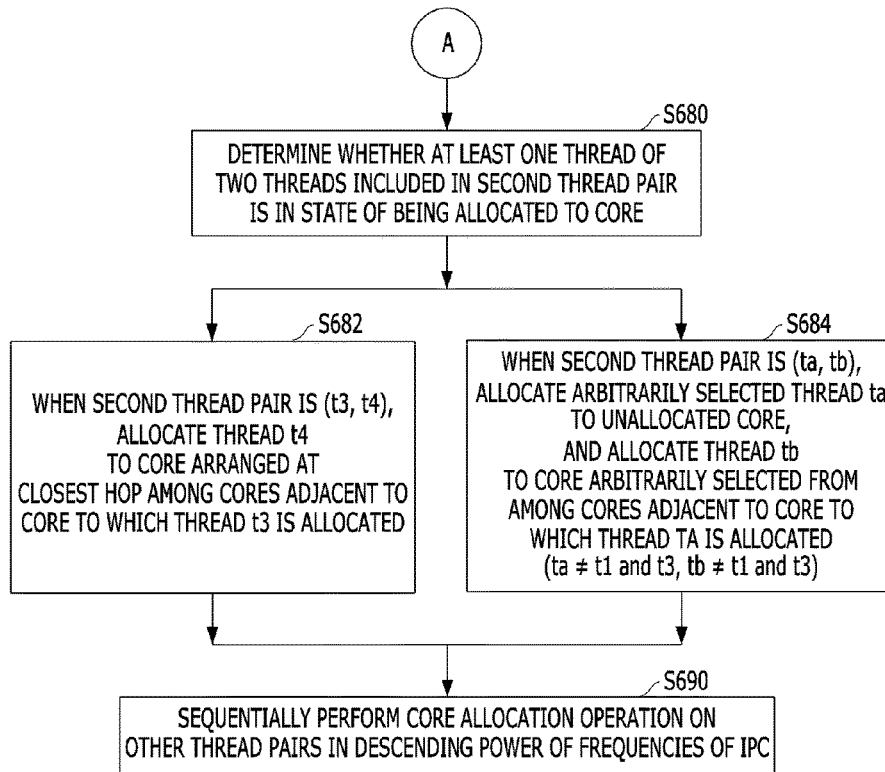 A
S680
DETERMINE WHETHER AT LEAST ONE THREAD OF
TWO THREADS INCLUDED IN SECOND THREAD PAIR
IS IN STATE OF BEING ALLOCATED TO CORE
S682
WHEN SECOND THREAD PAIR IS (t3, t4),
ALLOCATE THREAD t4
TO CORE ARRANGED AT
CLOSEST HOP AMONG CORES ADJACENT TO
CORE TO WHICH THREAD t3 IS ALLOCATED
S684
WHEN SECOND THREAD PAIR IS (ta, tb),
ALLOCATE ARBITRARILY SELECTED THREAD ta
TO UNALLOCATED CORE,
AND ALLOCATE THREAD tb
TO CORE ARBITRARILY SELECTED FROM
AMONG CORES ADJACENT TO CORE TO
WHICH THREAD TA IS ALLOCATED
(ta ≠ t1 and t3, tb ≠ t1 and t3)
S690
SEQUENTIALLY PERFORM CORE ALLOCATION OPERATION ON
OTHER THREAD PAIRS IN DESCENDING POWER OF FREQUENCIES OF IPC